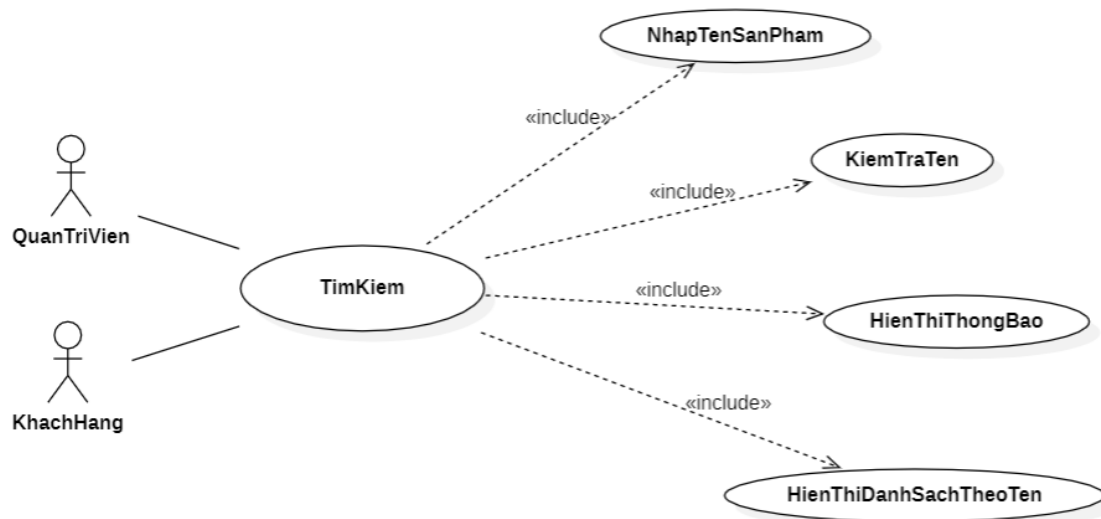 NhapTenSanPham
«include»
KiemTraTen
«include»
QuanTriVien
TimKiem
«include»
HienThiThongBao
KhachHang
«include»
HienThiDanhSachTheoTen